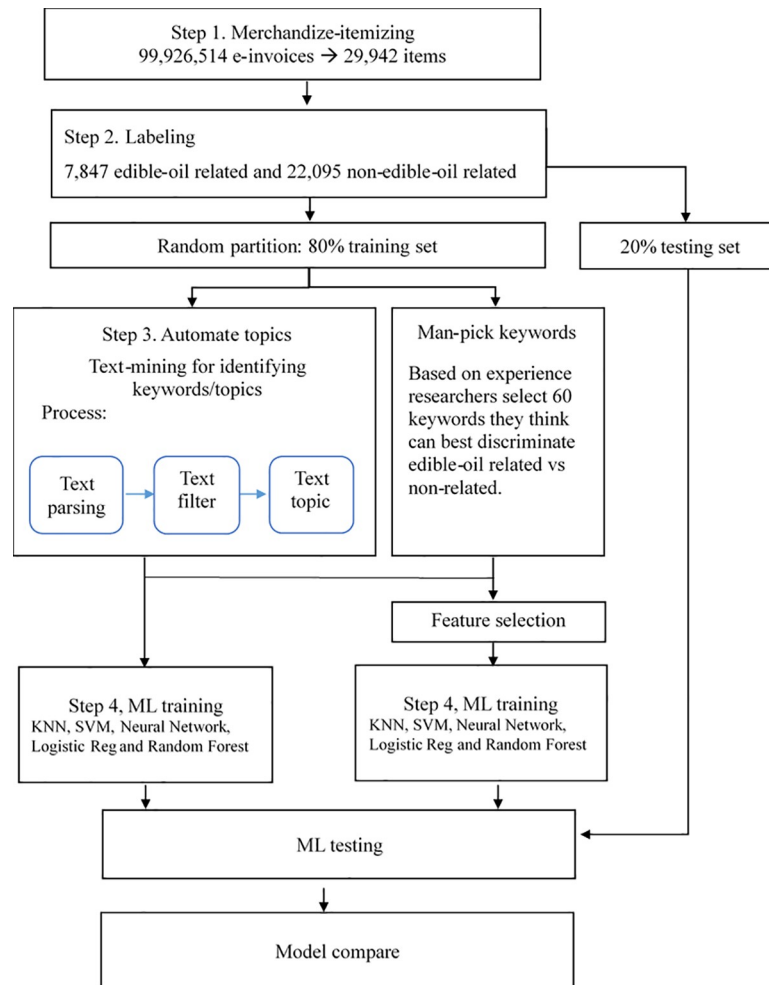 Step 1. Merchandize-itemizing
99,926,514 e-invoices → 29,942 items
Step 2. Labeling
7,847 edible-oil related and 22,095 non-edible-oil related
Random partition: 80% training set
20% testing set
Step 3. Automate topics
Text-mining for identifying
keywords/topics
Process:
Text
parsing
Text
filter
Text
topic
Man-pick keywords
Based on experience
researchers select 60
keywords they think
can best discriminate
edible-oil related vs
non-related.
Feature selection
Step 4, ML training
KNN, SVM, Neural Network,
Logistic Reg and Random Forest
Step 4, ML training
KNN, SVM, Neural Network,
Logistic Reg and Random Forest
ML testing
Model compare